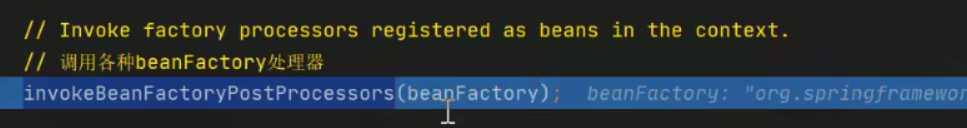 // Invoke factory processors registered as beans in the context.
// 调用各种beanFactory处理器
invokeBeanFactoryPostProcessors(beanFactory); beanFactory: "org.springframewor